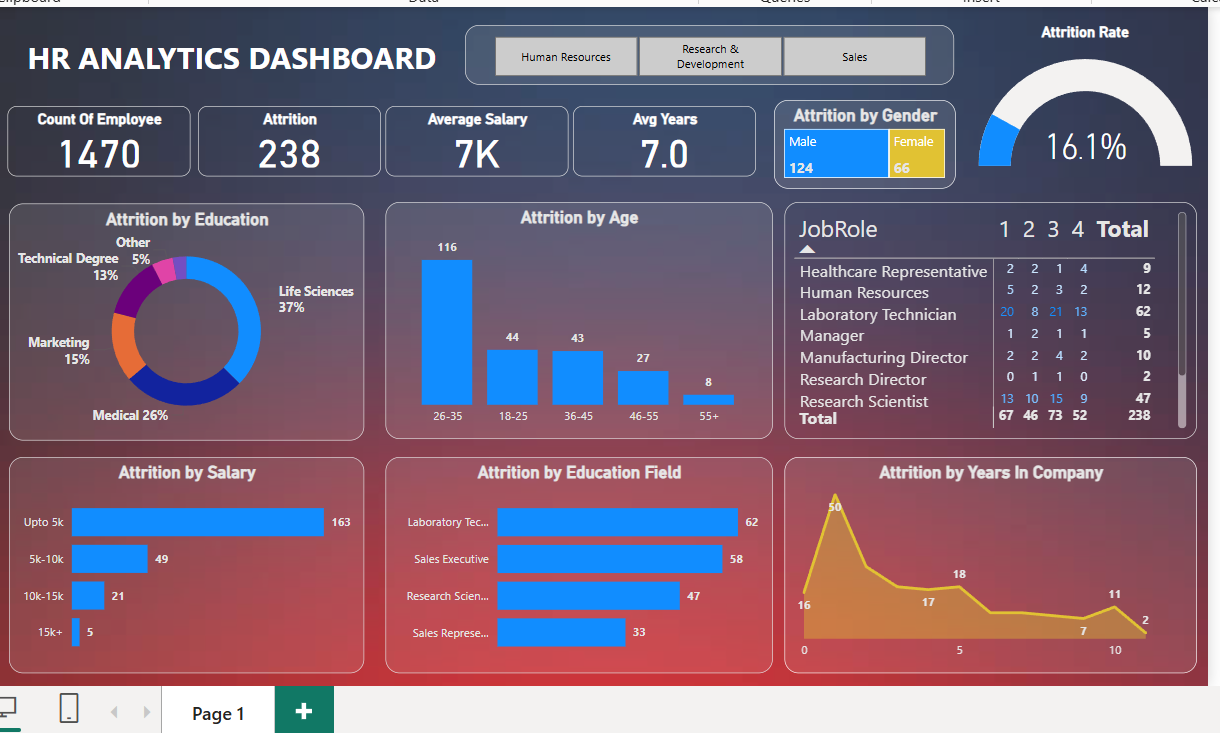 Data
Queries
Insert
HR ANALYTICS DASHBOARD
Human Resources
Research &
Development
Sales
Attrition Rate
16.1%
Count Of Employee
1470
Attrition
238
Average Salary
7K
Avg Years
7.0
Attrition by Gender
Male
124
Female
66
Attrition by Education
Other
5%
Technical Degree
13%
Life Sciences
37%
Marketing
15%
Medical 26%
Attrition by Age
116
44
43
27
8
26-35 18-25 36-45 46-55 55+
JobRole 1 2 3 4 Total
Healthcare Representative 2 2 1 4 9
Human Resources 5 2 3 2 12
Laboratory Technician 20 8 21 13 62
Manager 1 2 1 1 5
Manufacturing Director 2 2 4 2 10
Research Director 0 1 1 0 2
Research Scientist 13 10 15 9 47
Total 67 46 73 52 238
Attrition by Salary
Upto 5k 163
5k-10k 49
10k-15k 21
15k+ 5
Attrition by Education Field
Laboratory Tec... 62
Sales Executive 58
Research Scien... 47
Sales Represe... 33
Attrition by Years In Company
50
16
17
18
7
11
2
0 5 10
Page 1